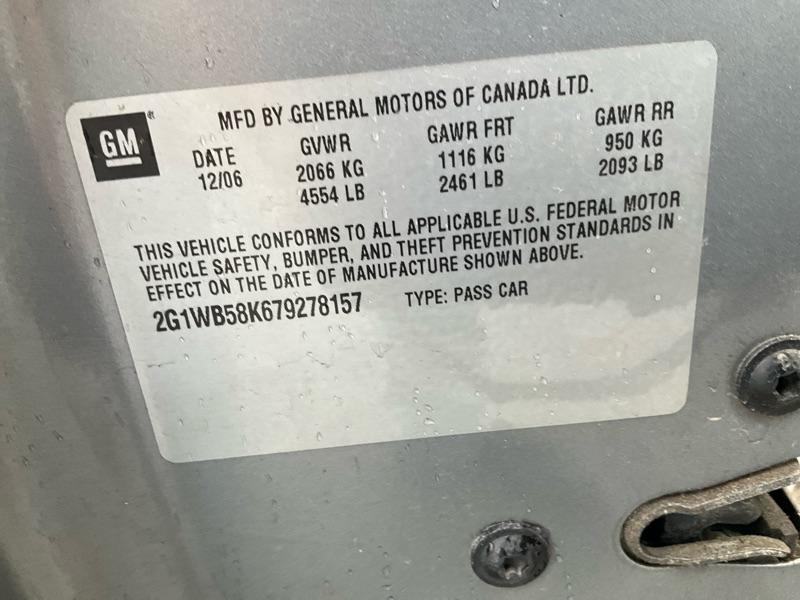 GM
®
MFD BY GENERAL MOTORS OF CANADA LTD.
DATE GVWR GAWR FRT GAWR RR
12/06 2066 KG 1116 KG 950 KG
4554 LB 2461 LB 2093 LB
THIS VEHICLE CONFORMS TO ALL APPLICABLE U.S. FEDERAL MOTOR
VEHICLE SAFETY, BUMPER, AND THEFT PREVENTION STANDARDS IN
EFFECT ON THE DATE OF MANUFACTURE SHOWN ABOVE.
2G1WB58K679278157 TYPE: PASS CAR